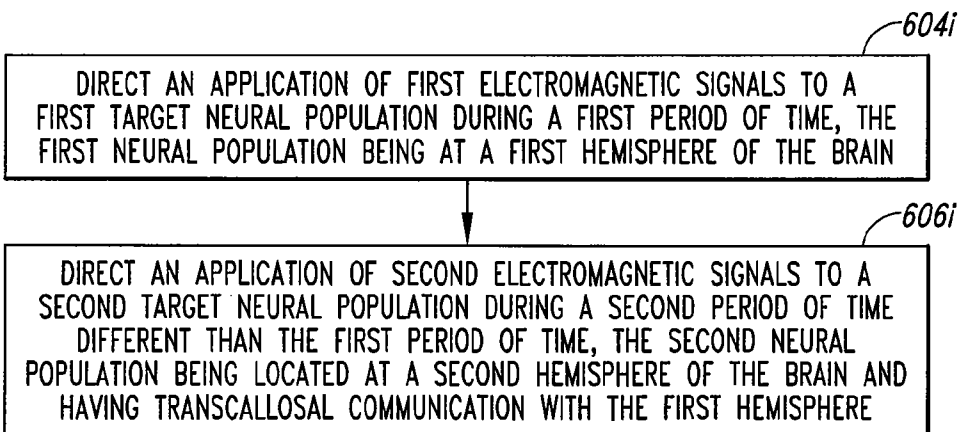 604i
DIRECT AN APPLICATION OF FIRST ELECTROMAGNETIC SIGNALS TO A
FIRST TARGET NEURAL POPULATION DURING A FIRST PERIOD OF TIME, THE
FIRST NEURAL POPULATION BEING AT A FIRST HEMISPHERE OF THE BRAIN
606i
DIRECT AN APPLICATION OF SECOND ELECTROMAGNETIC SIGNALS TO A
SECOND TARGET NEURAL POPULATION DURING A SECOND PERIOD OF TIME
DIFFERENT THAN THE FIRST PERIOD OF TIME, THE SECOND NEURAL
POPULATION BEING LOCATED AT A SECOND HEMISPHERE OF THE BRAIN AND
HAVING TRANSCALLOSAL COMMUNICATION WITH THE FIRST HEMISPHERE